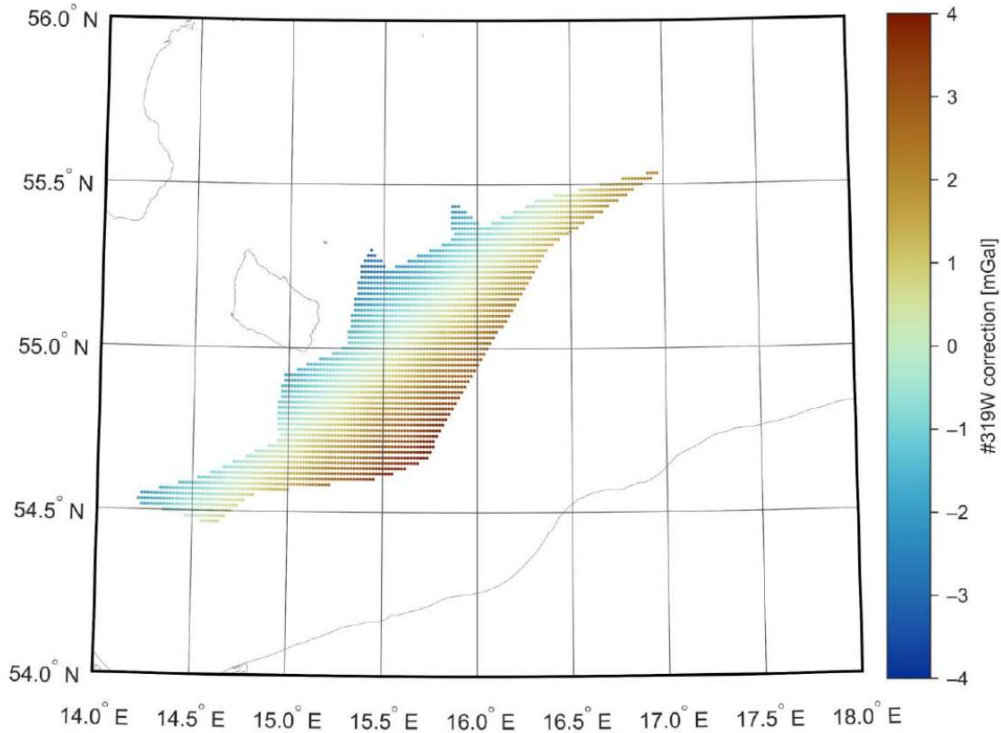 56.0° N
55.5° N
55.0° N
54.5° N
54.0° N
14.0° E 14.5° E 15.0° E 15.5° E 16.0° E 16.5° E 17.0° E 17.5° E 18.0° E
4
3
2
1
0
−1
−2
−3
−4
#319W correction [mGal]